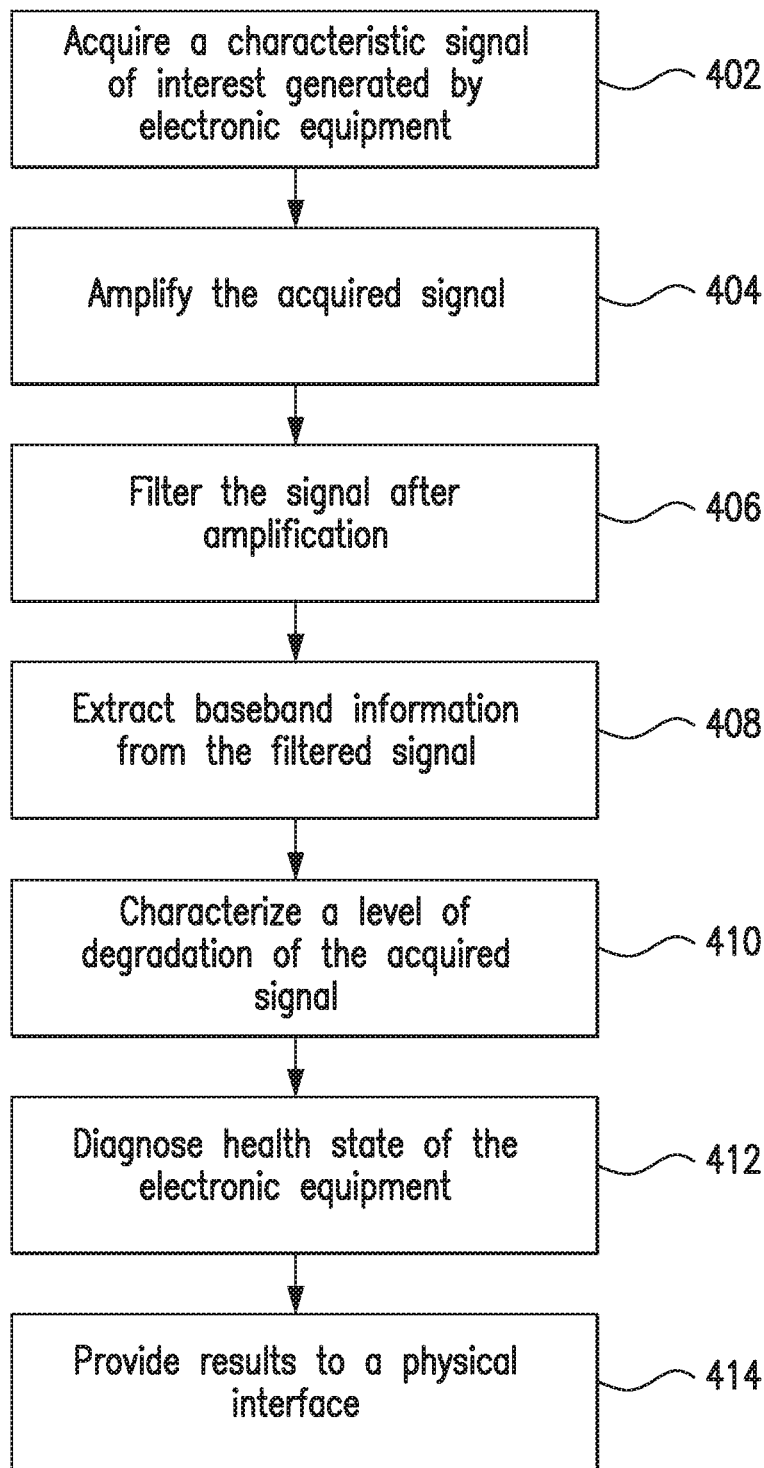 Acquire a characteristic signal
of interest generated by
electronic equipment
402
Amplify the acquired signal
404
Filter the signal after
amplification
406
Extract baseband information
from the filtered signal
408
Characterize a level of
degradation of the acquired
signal
410
Diagnose health state of the
electronic equipment
412
Provide results to a physical
interface
414